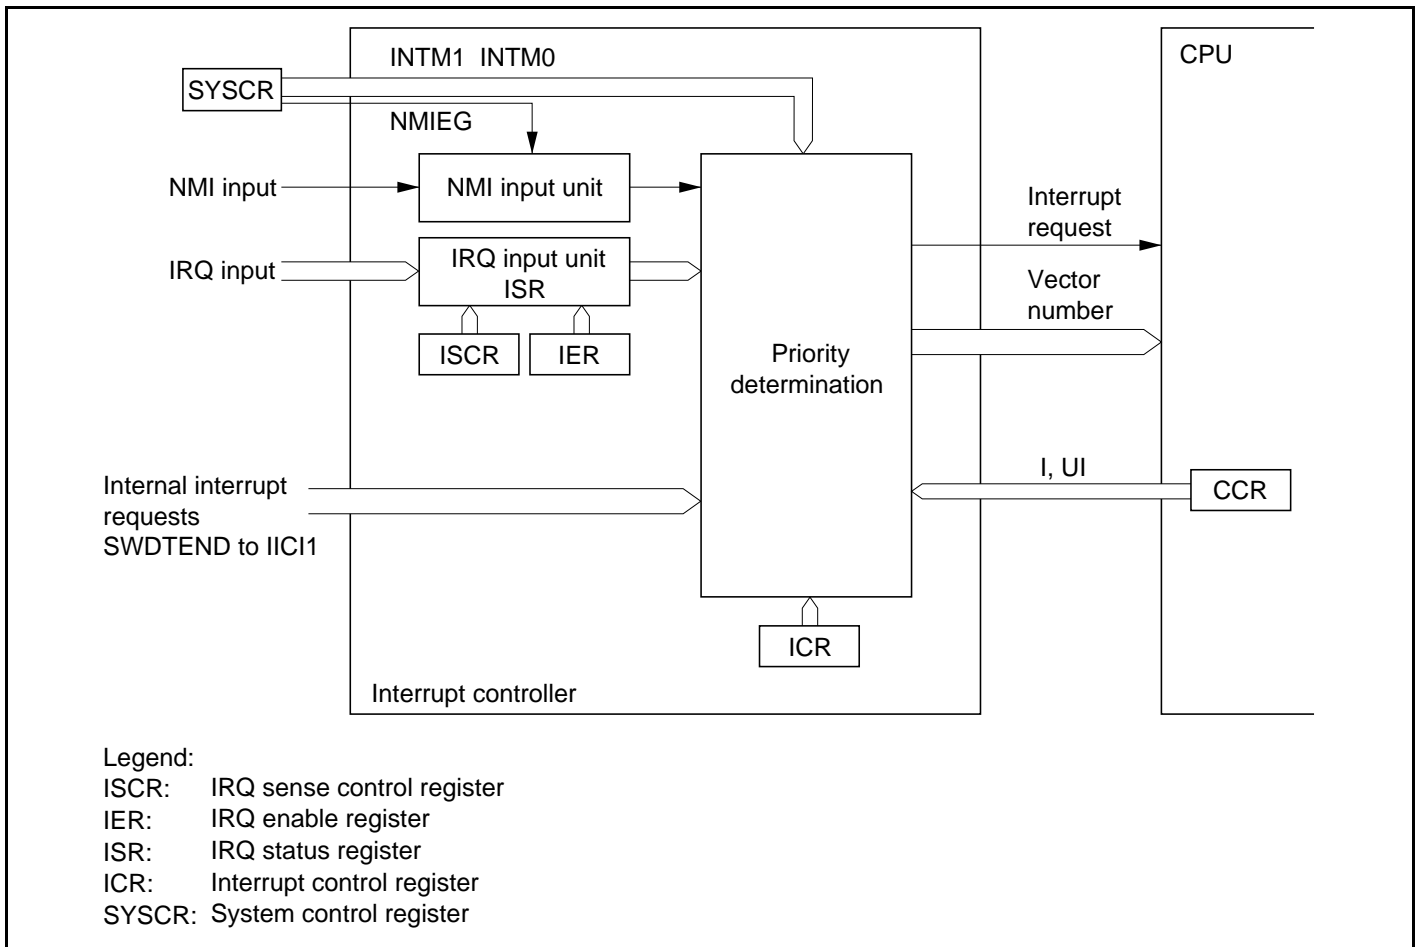 INTM1 INTM0
CPU
SYSCR
NMIEG
NMI input
NMI input unit
Interrupt
request
IRQ input
IRQ input unit
ISR
Vector
number
ISCR
IER
Priority
determination
Internal interrupt
requests
SWDTEND to IICI1
I, UI
CCR
ICR
Interrupt controller
Legend:
ISCR: IRQ sense control register
IER: IRQ enable register
ISR: IRQ status register
ICR: Interrupt control register
SYSCR: System control register